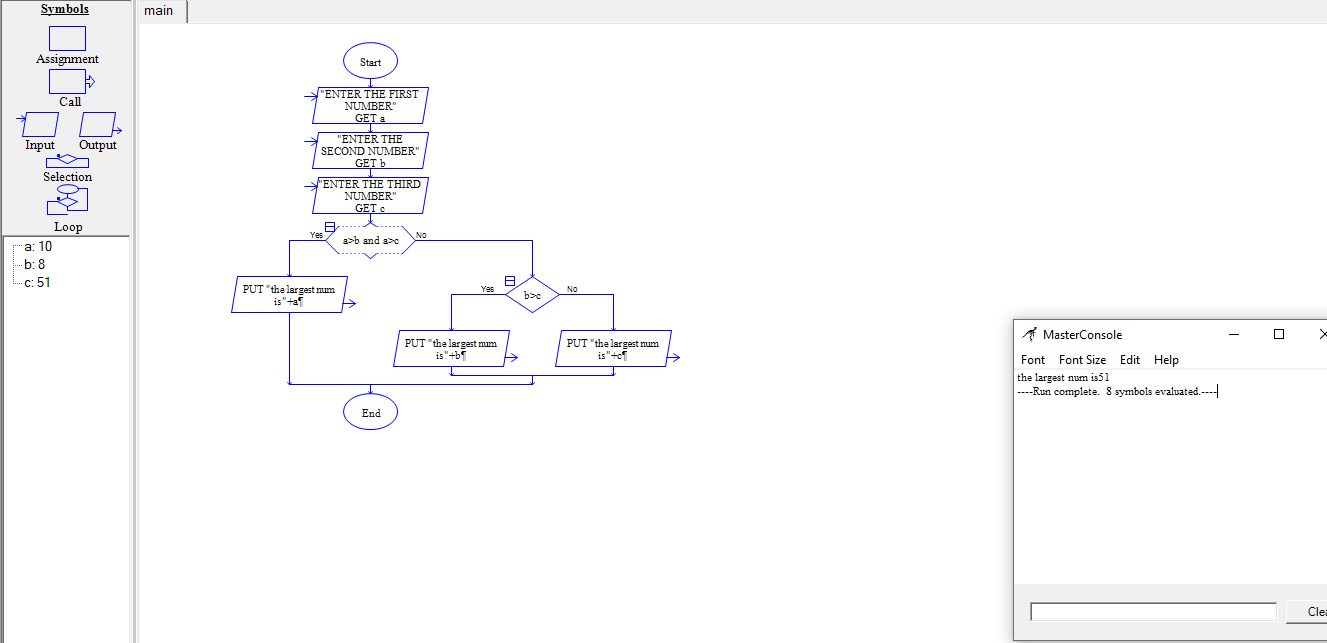 Symbols
Assignment
Call
Input
Output
Selection
Loop
a: 10
b: 8
c: 51
main
Start
"ENTER THE FIRST
NUMBER"
GET a
"ENTER THE
SECOND NUMBER"
GET b
"ENTER THE THIRD
NUMBER"
GET c
Yes
a>b and a>c
No
PUT "the largest num
is"+a¶
Yes
b>c
No
PUT "the largest num
is"+b¶
PUT "the largest num
is"+c¶
End
MasterConsole
Font Font Size Edit Help
the largest num is51
----Run complete. 8 symbols evaluated.----
Clea